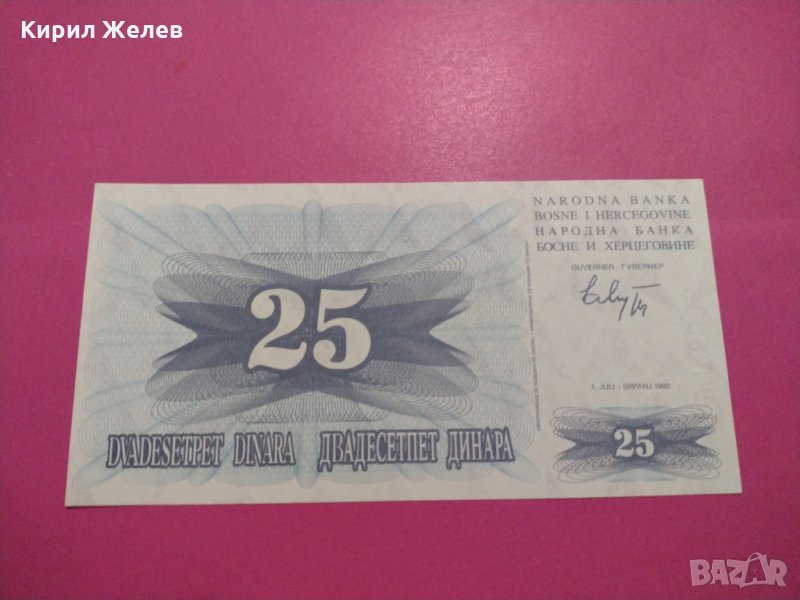 Кирил Желев
NARODNA BANKA
BOSNE I HERCEGOVINE
НАРОДНА БАНКА
БОСНЕ И ХЕРЦЕГОВИНЕ
GUVERNER - ГУВЕРНЕР
1. JULI - SRPANJ 1992
25
DVADESETPET DINARA ДВАДЕСЕТПЕТ ДИНАРА
25
BAZAR